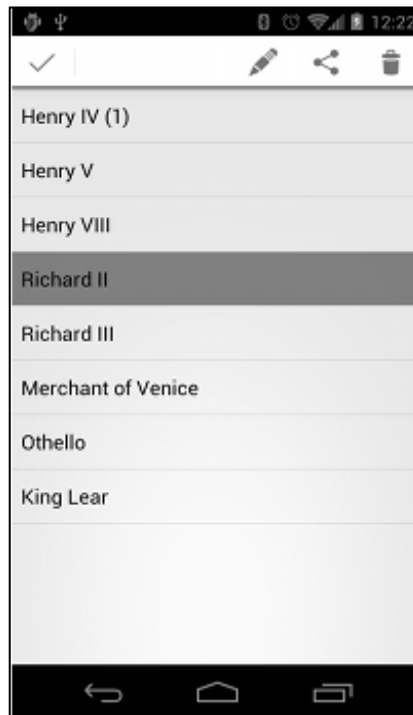 12:22
Henry IV (1)
Henry V
Henry VIII
Richard II
Richard III
Merchant of Venice
Othello
King Lear